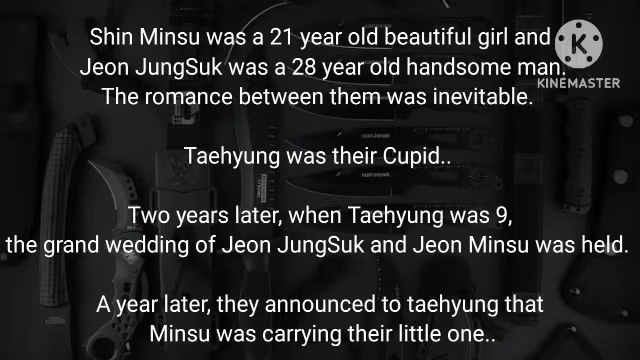 Shin Minsu was a 21 year old beautiful girl and
Jeon JungSuk was a 28 year old handsome man.
The romance between them was inevitable.
Taehyung was their Cupid..
Two years later, when Taehyung was 9,
the grand wedding of Jeon JungSuk and Jeon Minsu was held.
A year later, they announced to taehyung that
Minsu was carrying their little one..
K
KINEMASTER